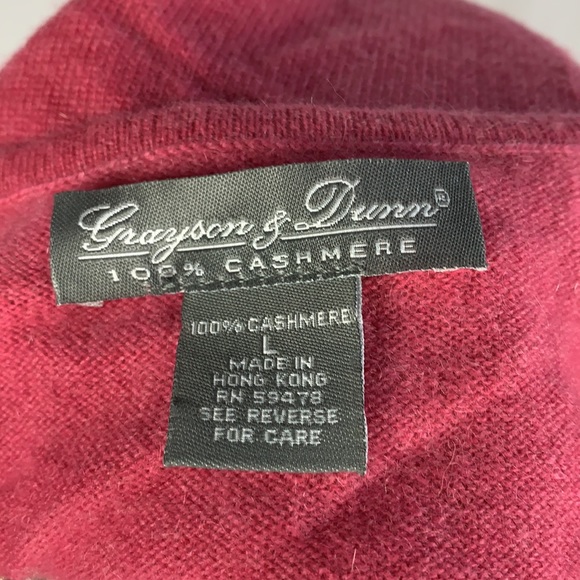 Grayson & Dunn®
100% CASHMERE
100% CASHMERE
L
MADE IN
HONG KONG
RN 59478
SEE REVERSE
FOR CARE